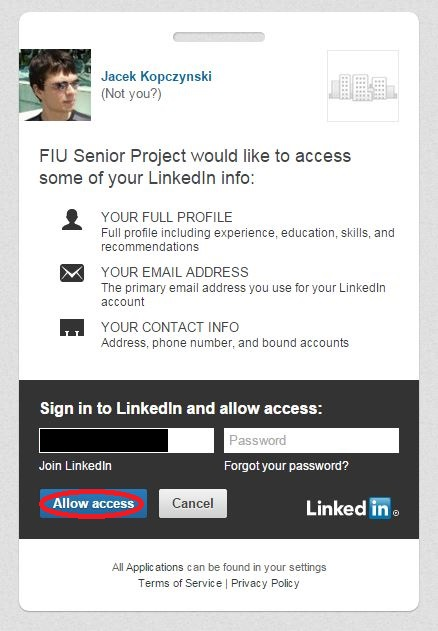 Jacek Kopczynski
(Not you?)
FIU Senior Project would like to access
some of your LinkedIn info:
YOUR FULL PROFILE
Full profile including experience, education, skills, and
recommendations
YOUR EMAIL ADDRESS
The primary email address you use for your LinkedIn
account
YOUR CONTACT INFO
Address, phone number, and bound accounts
Sign in to LinkedIn and allow access:
Password
Join LinkedIn
Forgot your password?
Allow access
Cancel
Linked in ®
All Applications can be found in your settings
Terms of Service | Privacy Policy